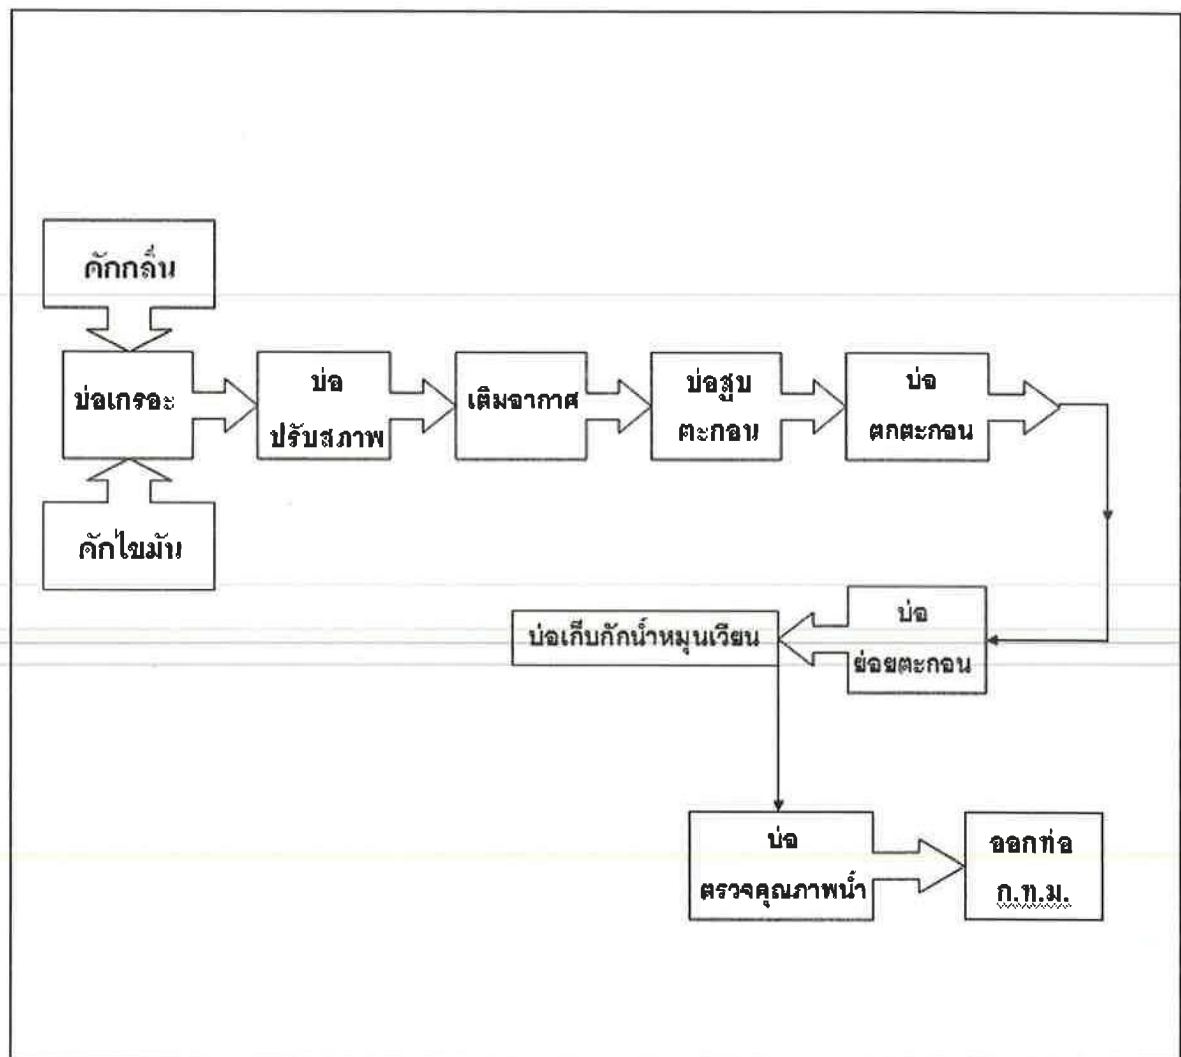 ดักกลิ่น
บ่อเกรอะ
บ่อ
ปรับสภาพ
เติมอากาศ
บ่อสูบ
ตะกอน
บ่อ
ตกตะกอน
ดักไขมัน
บ่อเก็บกักน้ำหมุนเวียน
บ่อ
ย่อยตะกอน
บ่อ
ตรวจคุณภาพน้ำ
ออกท่อ
ก.ท.ม.